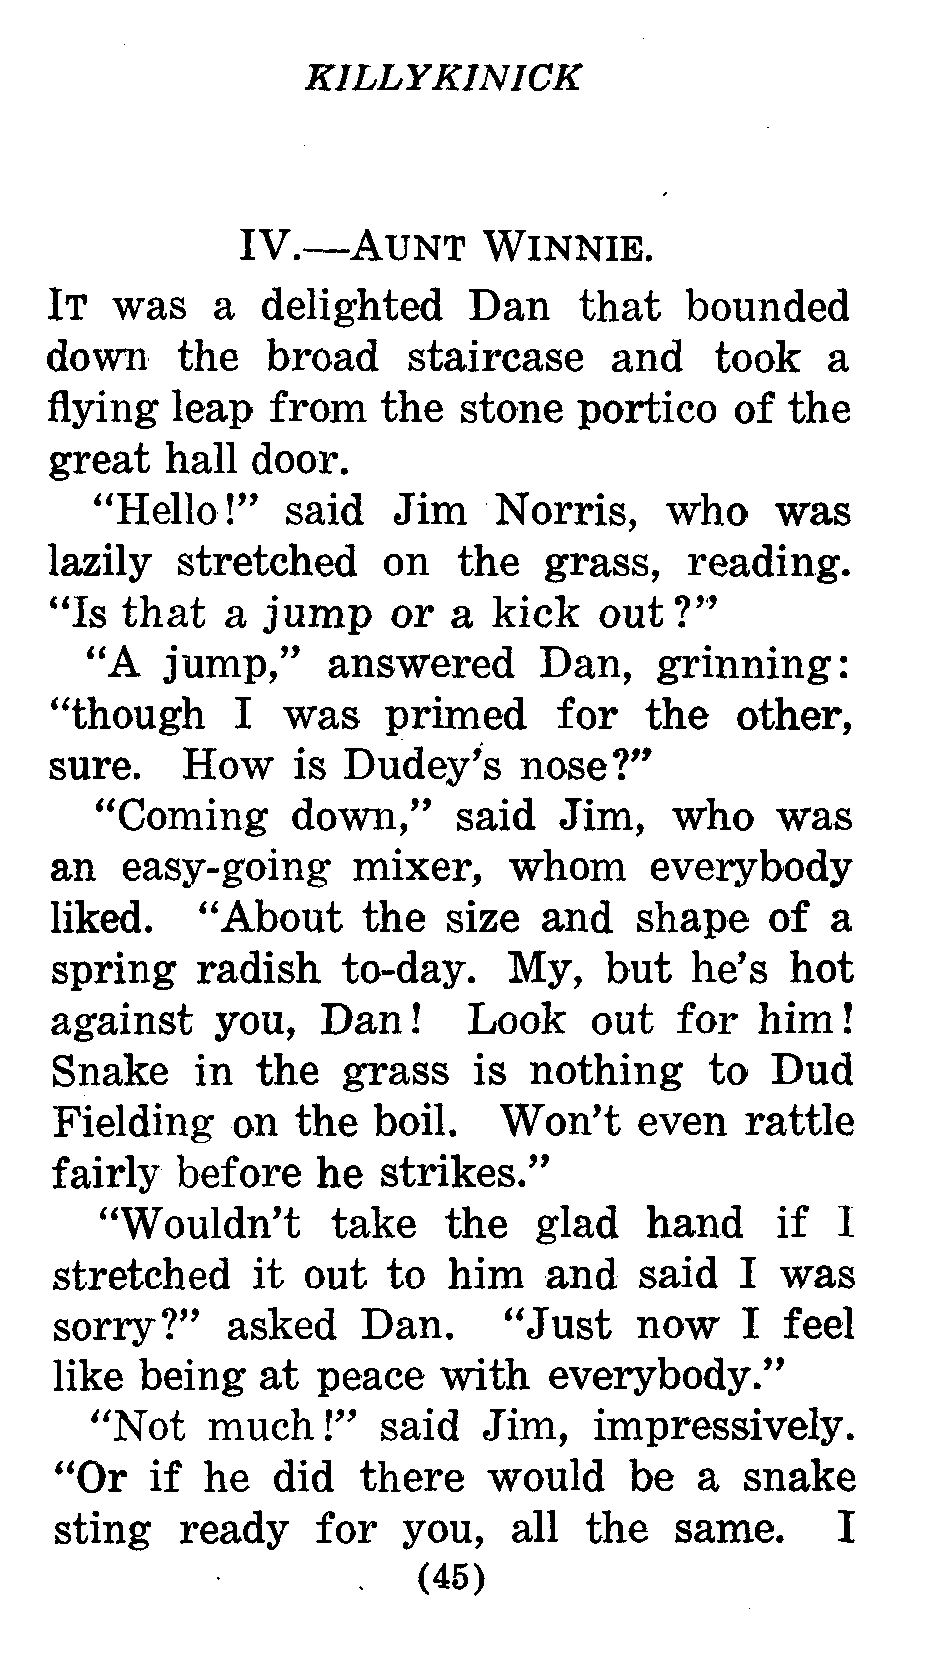 KILLYKINICK
IV.—AUNT WINNIE.
IT was a delighted Dan that bounded
down the broad staircase and took a
flying leap from the stone portico of the
great hall door.
"Hello!" said Jim Norris, who was
lazily stretched on the grass, reading.
"Is that a jump or a kick out?"
"A jump," answered Dan, grinning:
"though I was primed for the other,
sure. How is Dudey's nose?"
"Coming down," said Jim, who was
an easy-going mixer, whom everybody
liked. "About the size and shape of a
spring radish to-day. My, but he's hot
against you, Dan! Look out for him!
Snake in the grass is nothing to Dud
Fielding on the boil. Won't even rattle
fairly before he strikes."
"Wouldn't take the glad hand if I
stretched it out to him and said I was
sorry?" asked Dan. "Just now I feel
like being at peace with everybody."
"Not much!" said Jim, impressively.
"Or if he did there would be a snake
sting ready for you, all the same. I
(45)